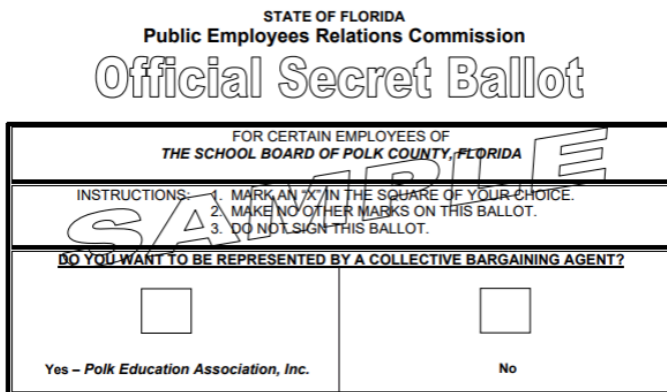 STATE OF FLORIDA
Public Employees Relations Commission
Official Secret Ballot
FOR CERTAIN EMPLOYEES OF
THE SCHOOL BOARD OF POLK COUNTY, FLORIDA
INSTRUCTIONS: 1. MARK AN "X" IN THE SQUARE OF YOUR CHOICE.
2. MAKE NO OTHER MARKS ON THIS BALLOT.
3. DO NOT SIGN THIS BALLOT.
SAMPLE
DO YOU WANT TO BE REPRESENTED BY A COLLECTIVE BARGAINING AGENT?
Yes – Polk Education Association, Inc.
No